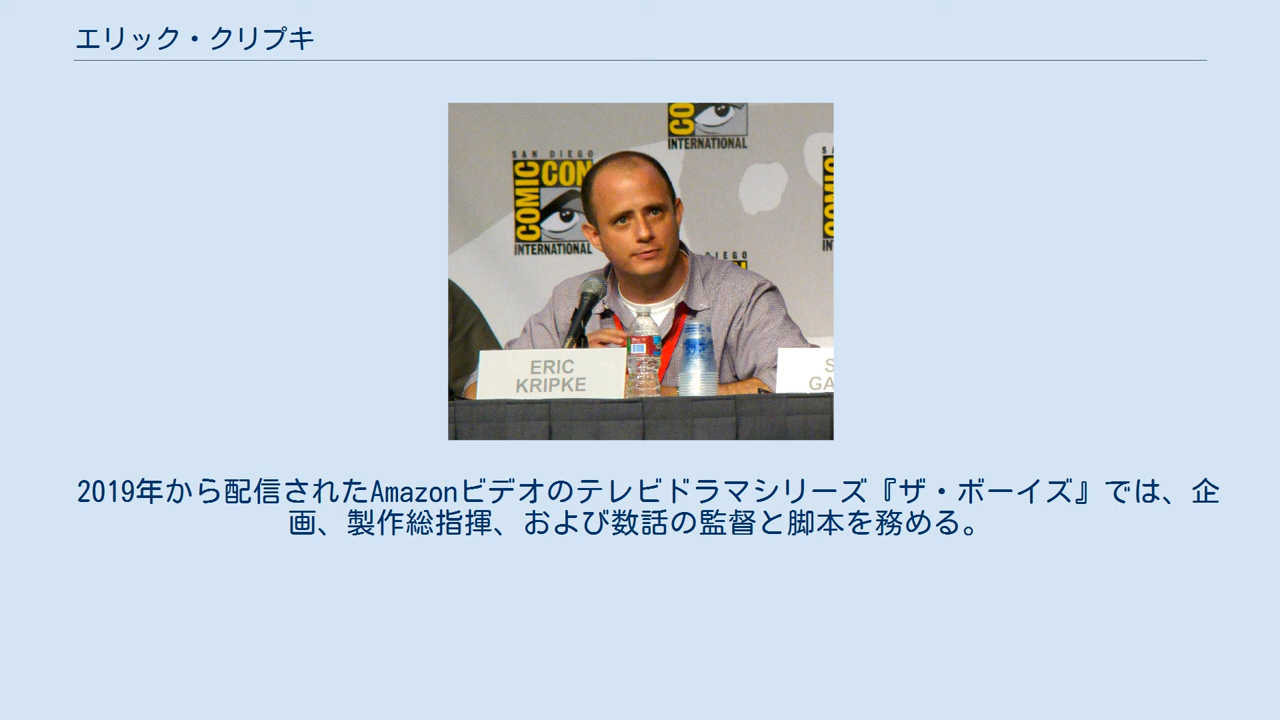 エリック・クリプキ
CO
INTERNATIONAL
SAN DIEGO
COMIC CON
INTERNATIONAL
ERIC
KRIPKE
2019年から配信されたAmazonビデオのテレビドラマシリーズ『ザ・ボーイズ』では、企
画、製作総指揮、および数話の監督と脚本を務める。